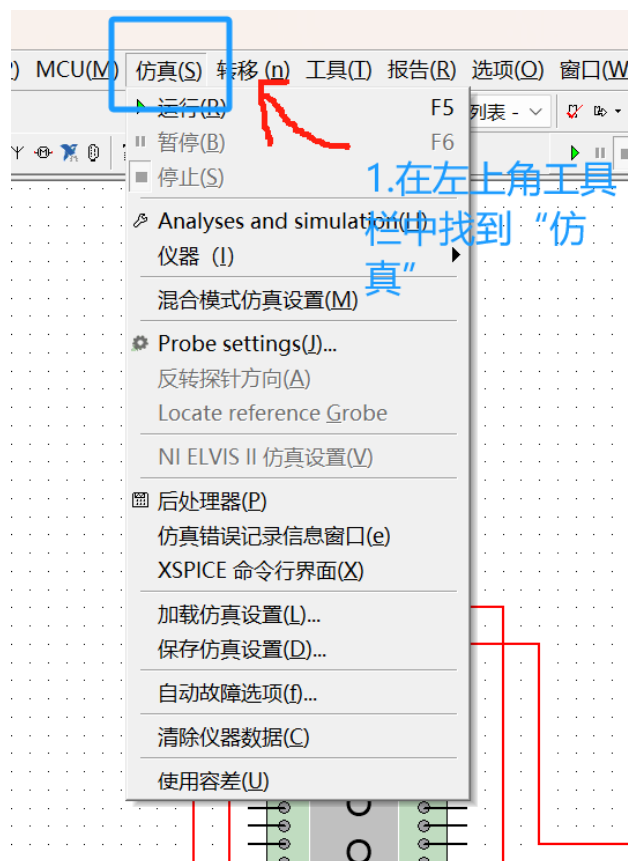 ) MCU(M) 仿真(S) 转移 (n) 工具(T) 报告(R) 选项(O) 窗口(W
运行(R) F5
列表 -
暂停(B) F6
停止(S)
1.在左上角工具
栏中找到“仿
真”
Analyses and simulation(H)
仪器 (I)
混合模式仿真设置(M)
Probe settings(J)...
反转探针方向(A)
Locate reference Grobe
NI ELVIS II 仿真设置(V)
后处理器(P)
仿真错误记录信息窗口(e)
XSPICE 命令行界面(X)
加载仿真设置(L)...
保存仿真设置(D)...
自动故障选项(f)...
清除仪器数据(C)
使用容差(U)